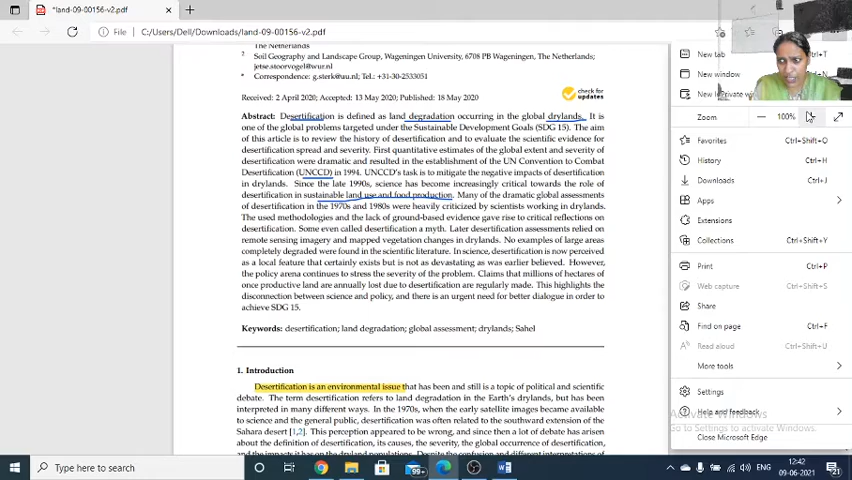 *land-09-00156-v2.pdf
File
C:/Users/Dell/Downloads/land-09-00156-v2.pdf
The Netherlands
2 Soil Geography and Landscape Group, Wageningen University, 6708 PB Wageningen, The Netherlands;
jetse.stoorvogel@wur.nl
* Correspondence: g.sterk@uu.nl; Tel.: +31-30-2533051
Received: 2 April 2020; Accepted: 13 May 2020; Published: 18 May 2020
check for
updates
Abstract: Desertification is defined as land degradation occurring in the global drylands. It is
one of the global problems targeted under the Sustainable Development Goals (SDG 15). The aim
of this article is to review the history of desertification and to evaluate the scientific evidence for
desertification spread and severity. First quantitative estimates of the global extent and severity of
desertification were dramatic and resulted in the establishment of the UN Convention to Combat
Desertification (UNCCD) in 1994. UNCCD's task is to mitigate the negative impacts of desertification
in drylands. Since the late 1990s, science has become increasingly critical towards the role of
desertification in sustainable land use and food production. Many of the dramatic global assessments
of desertification in the 1970s and 1980s were heavily criticized by scientists working in drylands.
The used methodologies and the lack of ground-based evidence gave rise to critical reflections on
desertification. Some even called desertification a myth. Later desertification assessments relied on
remote sensing imagery and mapped vegetation changes in drylands. No examples of large areas
completely degraded were found in the scientific literature. In science, desertification is now perceived
as a local feature that certainly exists but is not as devastating as was earlier believed. However,
the policy arena continues to stress the severity of the problem. Claims that millions of hectares of
once productive land are annually lost due to desertification are regularly made. This highlights the
disconnection between science and policy, and there is an urgent need for better dialogue in order to
achieve SDG 15.
Keywords: desertification; land degradation; global assessment; drylands; Sahel
1. Introduction
Desertification is an environmental issue that has been and still is a topic of political and scientific
debate. The term desertification refers to land degradation in the Earth's drylands, but has been
interpreted in many different ways. In the 1970s, when the early satellite images became available
to science and the general public, desertification was often related to the southward extension of the
Sahara desert [1,2]. This perception appeared to be wrong, and since then a lot of debate has arisen
about the definition of desertification, its causes, the severity, the global occurrence of desertification,
New tab
New window
Zoom 100%
Favorites Ctrl+Shift+O
History Ctrl+H
Downloads Ctrl+J
Apps
Extensions
Collections Ctrl+Shift+Y
Print Ctrl+P
Web capture Ctrl+Shift+S
Share
Find on page Ctrl+F
Read aloud Ctrl+Shift+U
More tools
Settings
Activate Windows
Help and feedback
Go to Settings to activate Windows.
Close Microsoft Edge
Type here to search
99+
ENG
12:42
09-06-2021
21